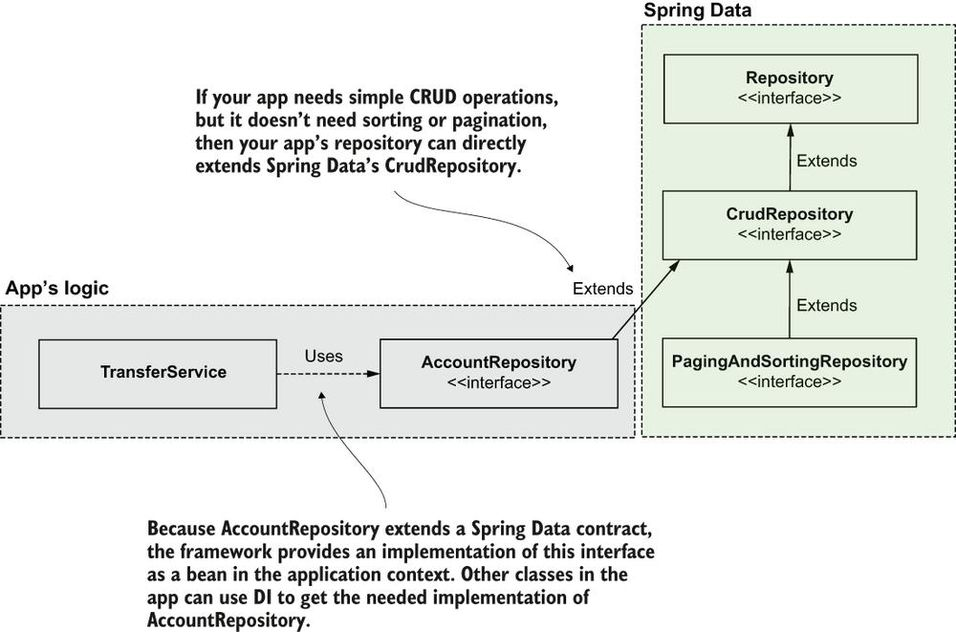 Spring Data
Repository
<<interface>>
If your app needs simple CRUD operations,
but it doesn't need sorting or pagination,
then your app's repository can directly
extends Spring Data's CrudRepository.
Extends
CrudRepository
<<interface>>
Extends
App's logic
Extends
Uses
TransferService
AccountRepository
<<interface>>
PagingAndSortingRepository
<<interface>>
Because AccountRepository extends a Spring Data contract,
the framework provides an implementation of this interface
as a bean in the application context. Other classes in the
app can use DI to get the needed implementation of
AccountRepository.